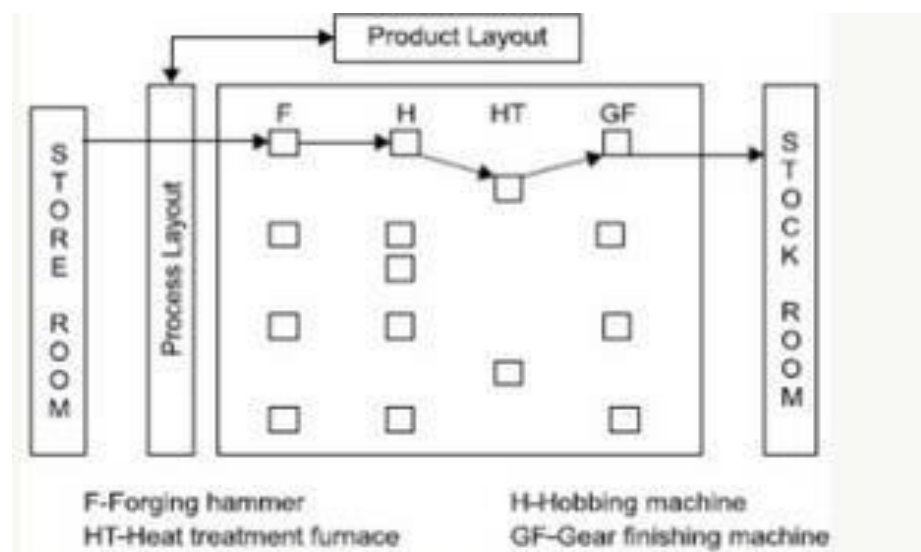 Product Layout
F H HT GF
STORE ROOM
Process Layout
STOCK ROOM
F-Forging hammer H-Hobbing machine
HT-Heat treatment furnace GF-Gear finishing machine